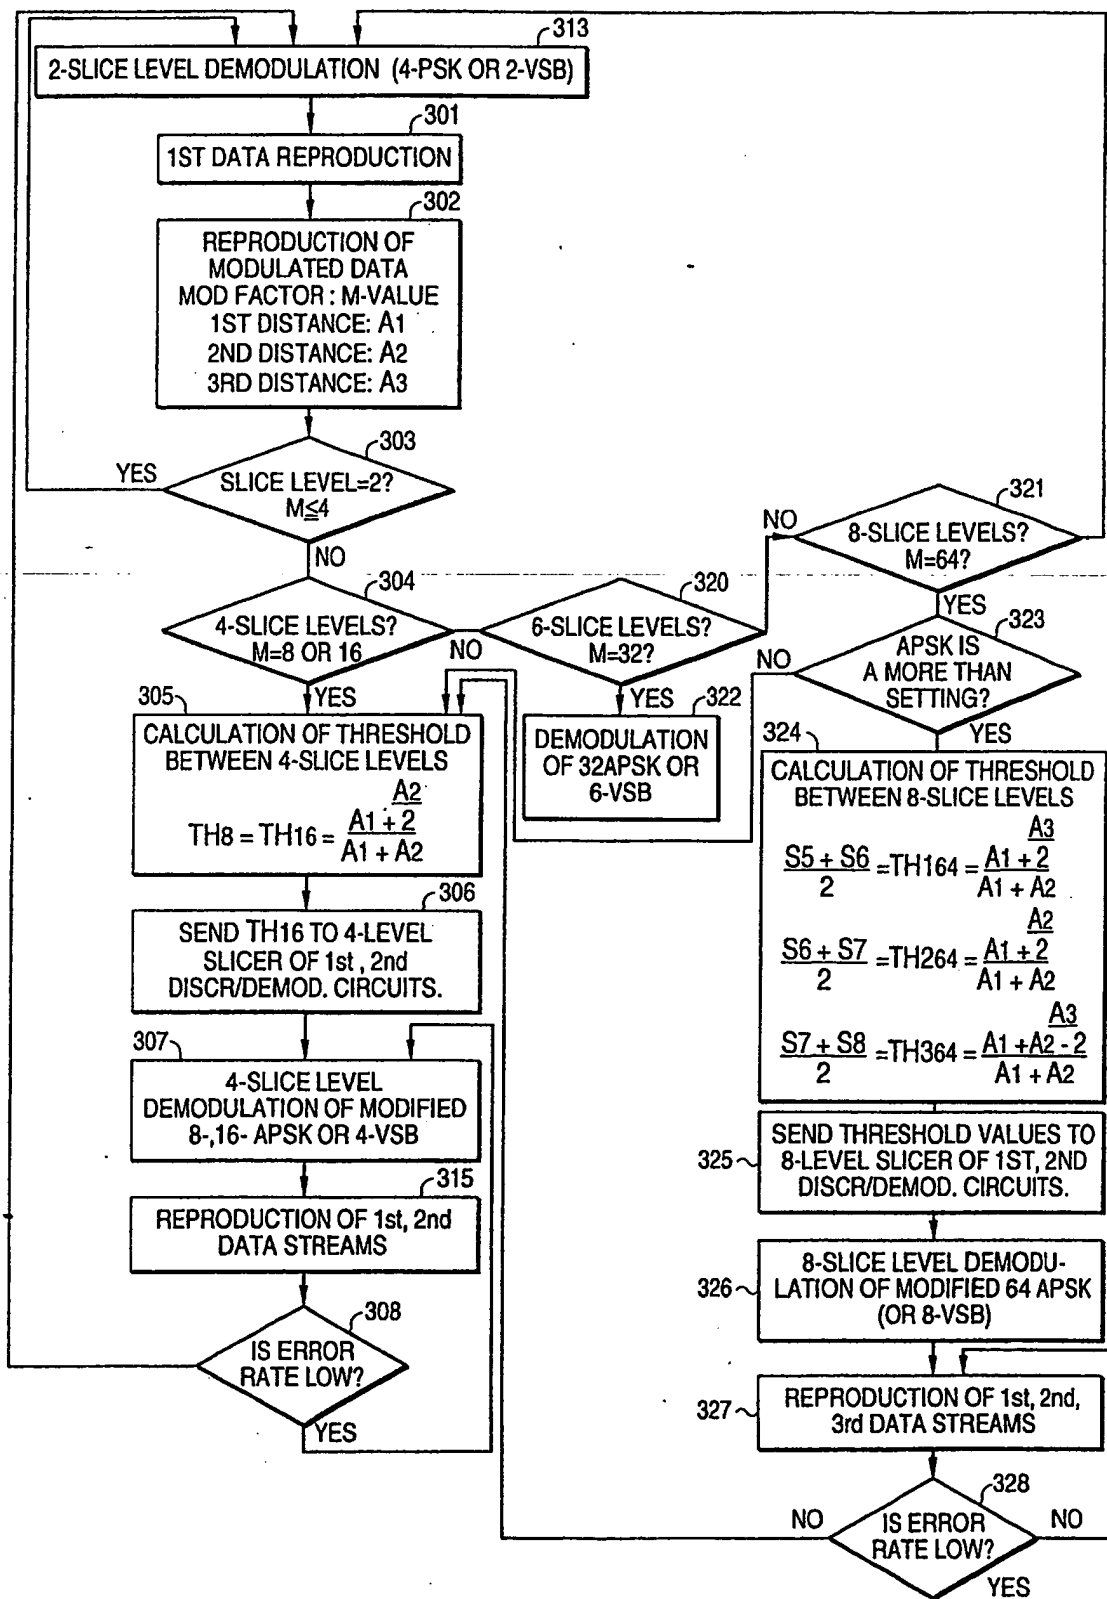 313
2-SLICE LEVEL DEMODULATION (4-PSK OR 2-VSB)
301
1ST DATA REPRODUCTION
302
REPRODUCTION OF
MODULATED DATA
MOD FACTOR : M-VALUE
1ST DISTANCE: A1
2ND DISTANCE: A2
3RD DISTANCE: A3
303
YES
SLICE LEVEL=2?
M≤4
NO
304
4-SLICE LEVELS?
M=8 OR 16
NO
YES
320
6-SLICE LEVELS?
M=32?
YES
322
DEMODULATION
OF 32APSK OR
6-VSB
NO
321
8-SLICE LEVELS?
M=64?
YES
323
NO
APSK IS
A MORE THAN
SETTING?
YES
305
CALCULATION OF THRESHOLD
BETWEEN 4-SLICE LEVELS
A2
TH8 = TH16 = A1 + 2
A1 + A2
306
SEND TH16 TO 4-LEVEL
SLICER OF 1st , 2nd
DISCR/DEMOD. CIRCUITS.
307
4-SLICE LEVEL
DEMODULATION OF MODIFIED
8-,16- APSK OR 4-VSB
315
REPRODUCTION OF 1st, 2nd
DATA STREAMS
308
IS ERROR
RATE LOW?
YES
324
CALCULATION OF THRESHOLD
BETWEEN 8-SLICE LEVELS
A3
S5 + S6 =TH164 = A1 + 2
2 A1 + A2
A2
S6 + S7 =TH264 = A1 + 2
2 A1 + A2
A3
S7 + S8 =TH364 = A1 +A2 - 2
2 A1 + A2
325
SEND THRESHOLD VALUES TO
8-LEVEL SLICER OF 1ST, 2ND
DISCR/DEMOD. CIRCUITS.
326
8-SLICE LEVEL DEMODU-
LATION OF MODIFIED 64 APSK
(OR 8-VSB)
327
REPRODUCTION OF 1st, 2nd,
3rd DATA STREAMS
328
NO
IS ERROR
RATE LOW?
NO
YES